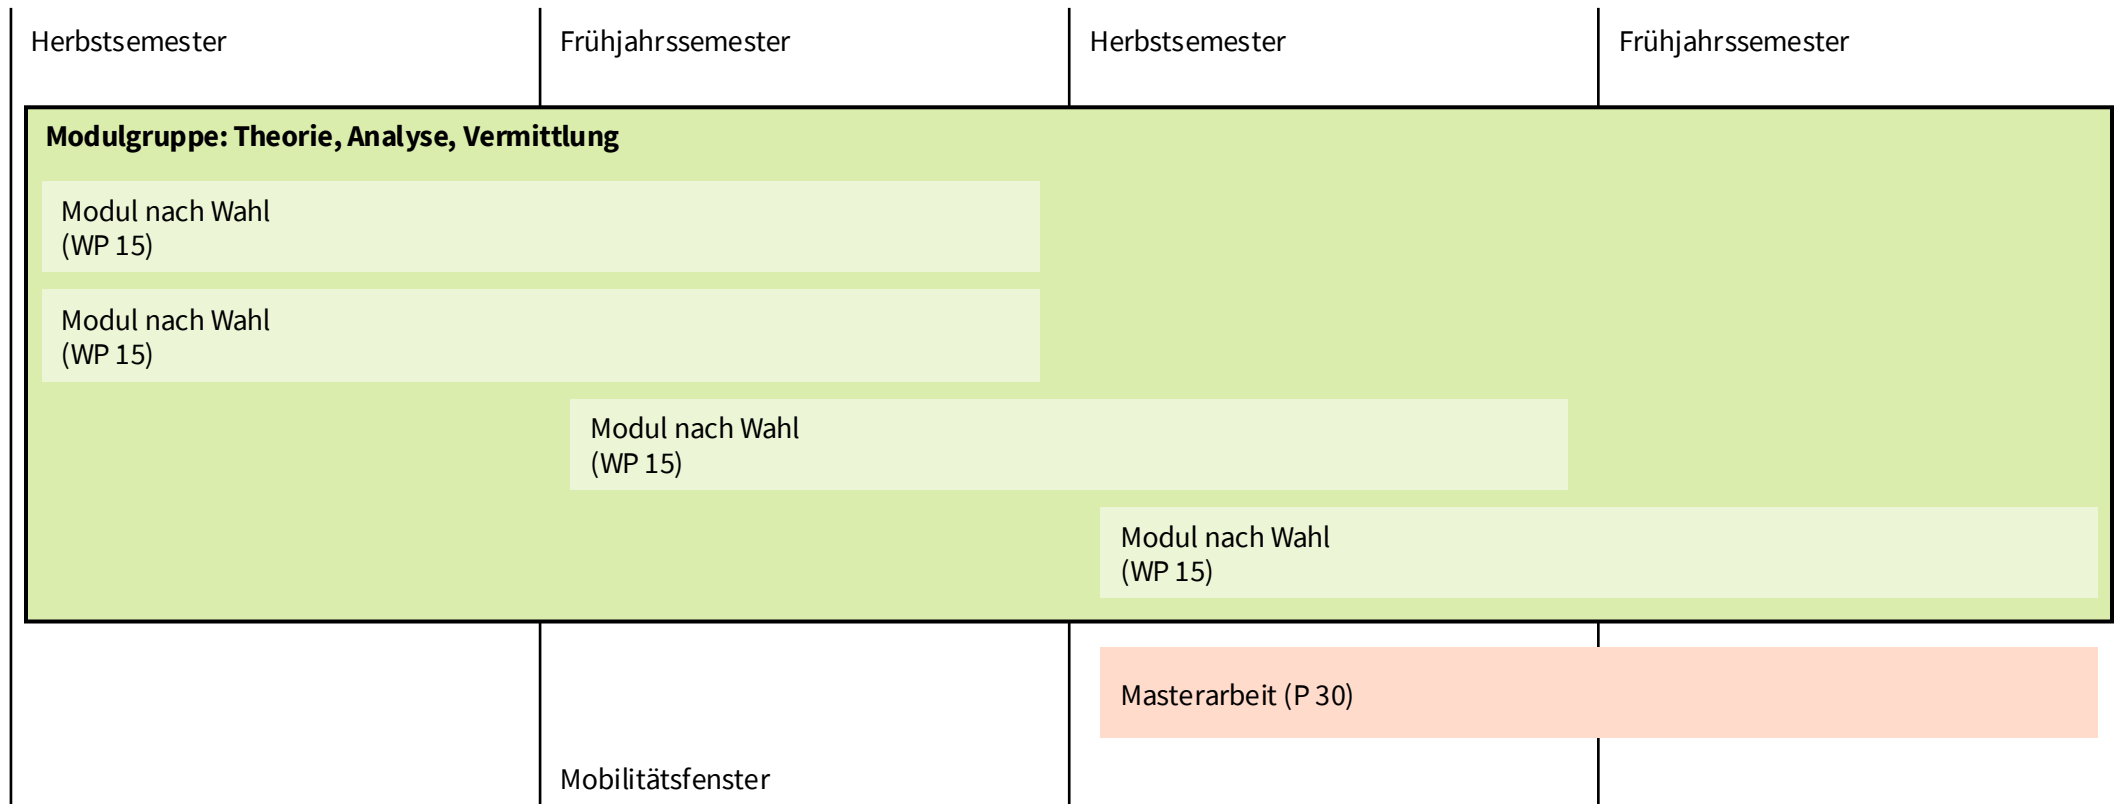 Herbstsemester
Frühjahrssemester
Herbstsemester
Frühjahrssemester
Modulgruppe: Theorie, Analyse, Vermittlung
Modul nach Wahl
(WP 15)
Modul nach Wahl
(WP 15)
Modul nach Wahl
(WP 15)
Modul nach Wahl
(WP 15)
Masterarbeit (P 30)
Mobilitätsfenster